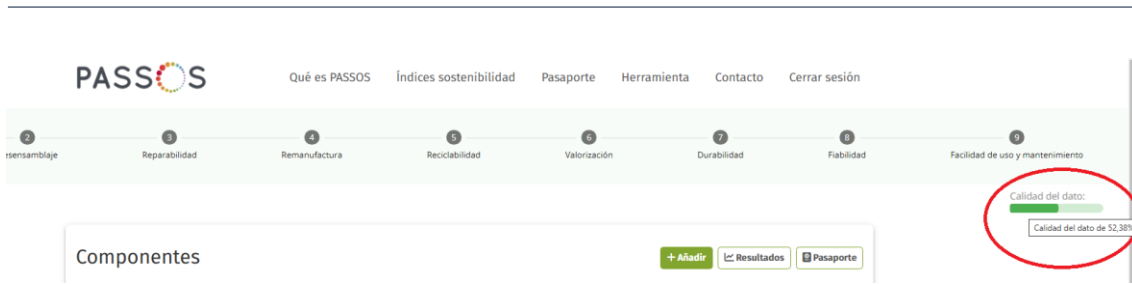 PASSOS
Qué es PASSOS Índices sostenibilidad Pasaporte Herramienta Contacto Cerrar sesión
2 3 4 5 6 7 8 9
esensamblaje Reparabilidad Remanufactura Reciclabilidad Valorización Durabilidad Fiabilidad Facilidad de uso y mantenimiento
Calidad del dato:
Calidad del dato de 52,38%
Componentes
+ Añadir Resultados Pasaporte